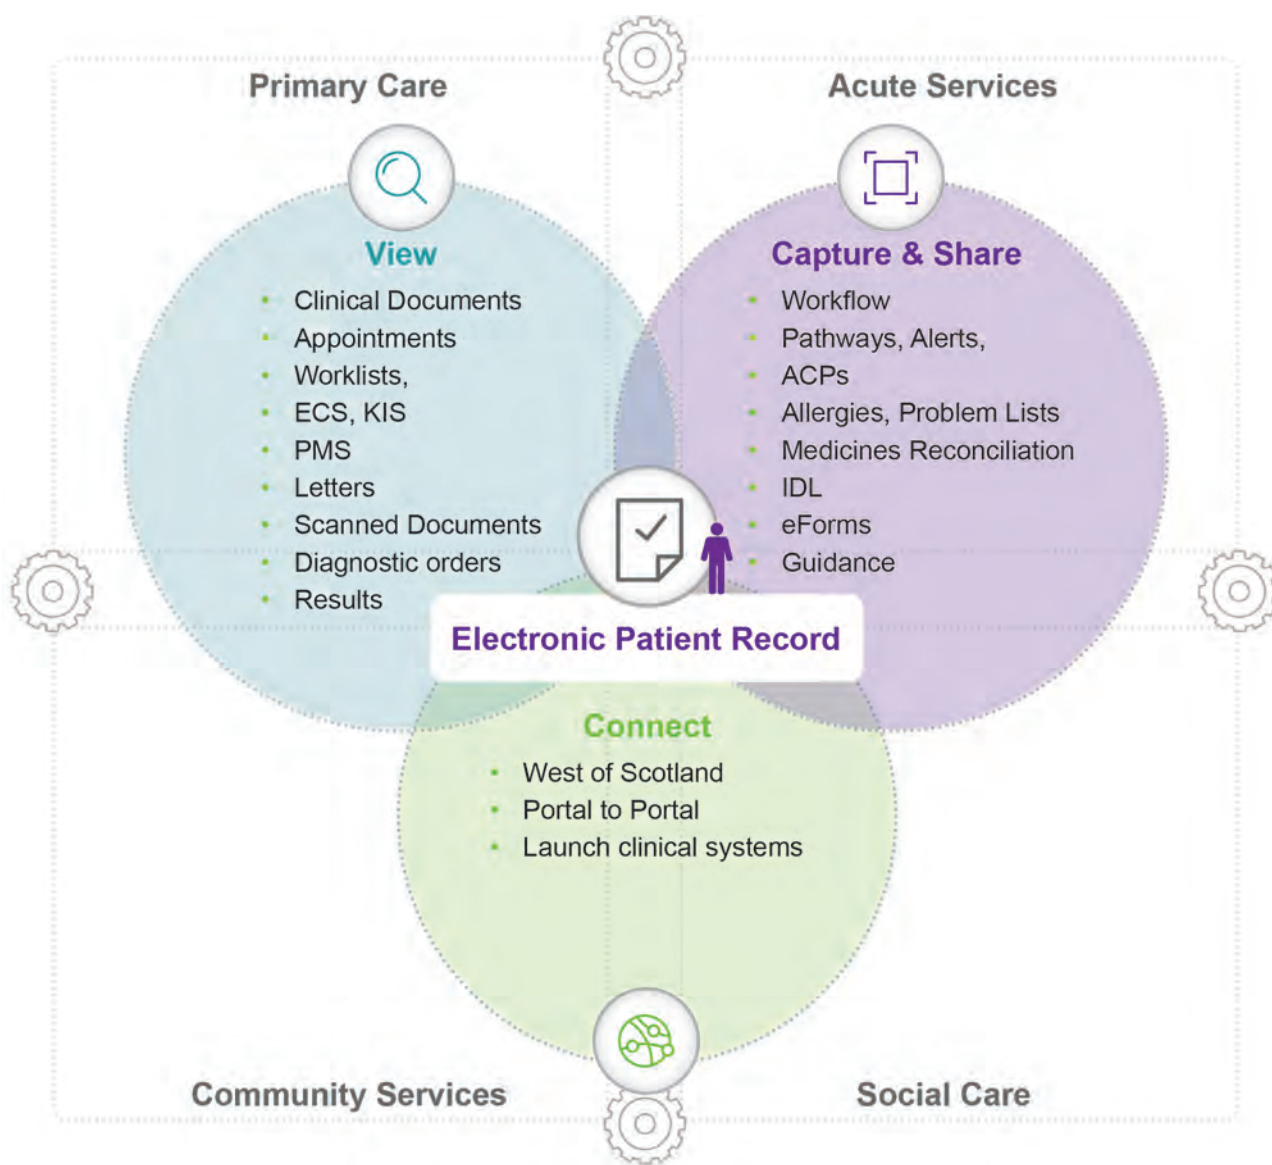 Primary Care
Acute Services
View
• Clinical Documents
• Appointments
• Worklists,
• ECS, KIS
• PMS
• Letters
• Scanned Documents
• Diagnostic orders
• Results
Capture & Share
• Workflow
• Pathways, Alerts,
• ACPs
• Allergies, Problem Lists
• Medicines Reconciliation
• IDL
• eForms
• Guidance
Electronic Patient Record
Connect
• West of Scotland
• Portal to Portal
• Launch clinical systems
Community Services
Social Care